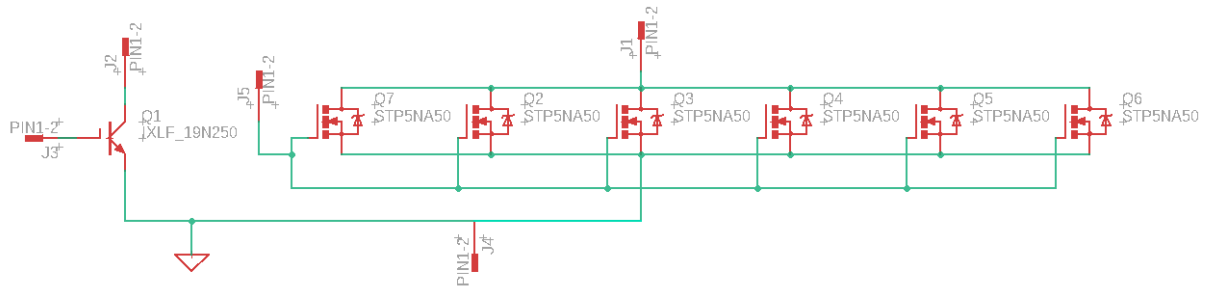 PIN1-2
J2
PIN1-2
J1
PIN1-2
J5
Q1
IXLF_19N250
PIN1-2
J3
Q7
STP5NA50
Q2
STP5NA50
Q3
STP5NA50
Q4
STP5NA50
Q5
STP5NA50
Q6
STP5NA50
PIN1-2
J4